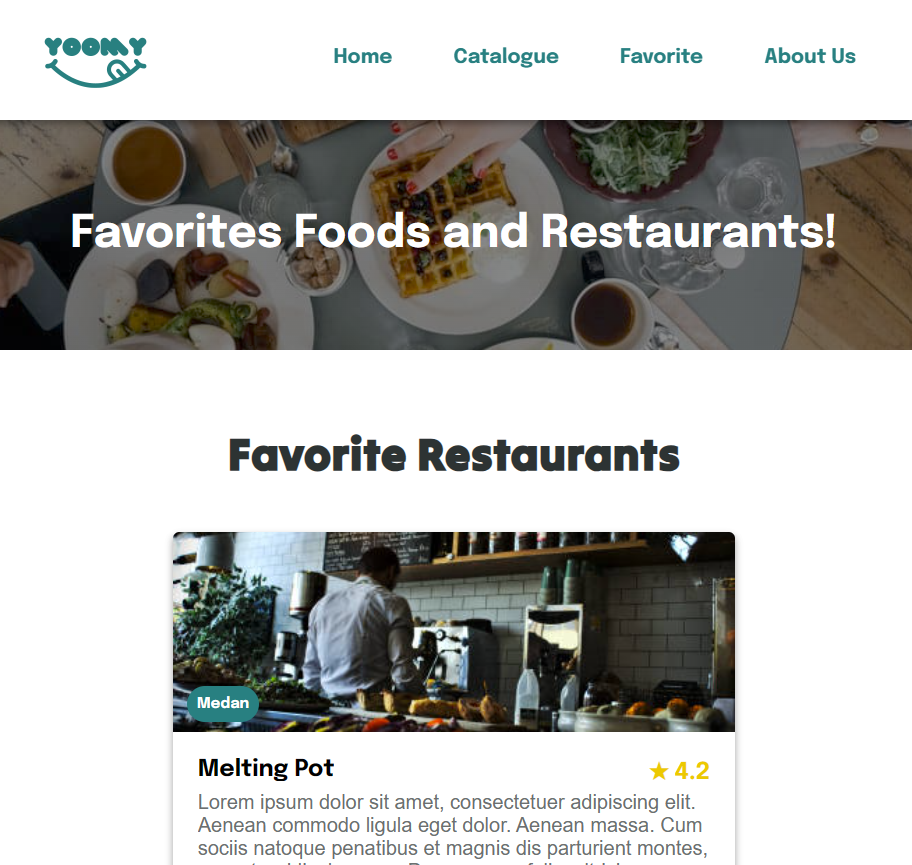 YOOMY
Home Catalogue Favorite About Us
Favorites Foods and Restaurants!
Favorite Restaurants
Medan
Melting Pot ★ 4.2
Lorem ipsum dolor sit amet, consectetuer adipiscing elit.
Aenean commodo ligula eget dolor. Aenean massa. Cum
sociis natoque penatibus et magnis dis parturient montes,